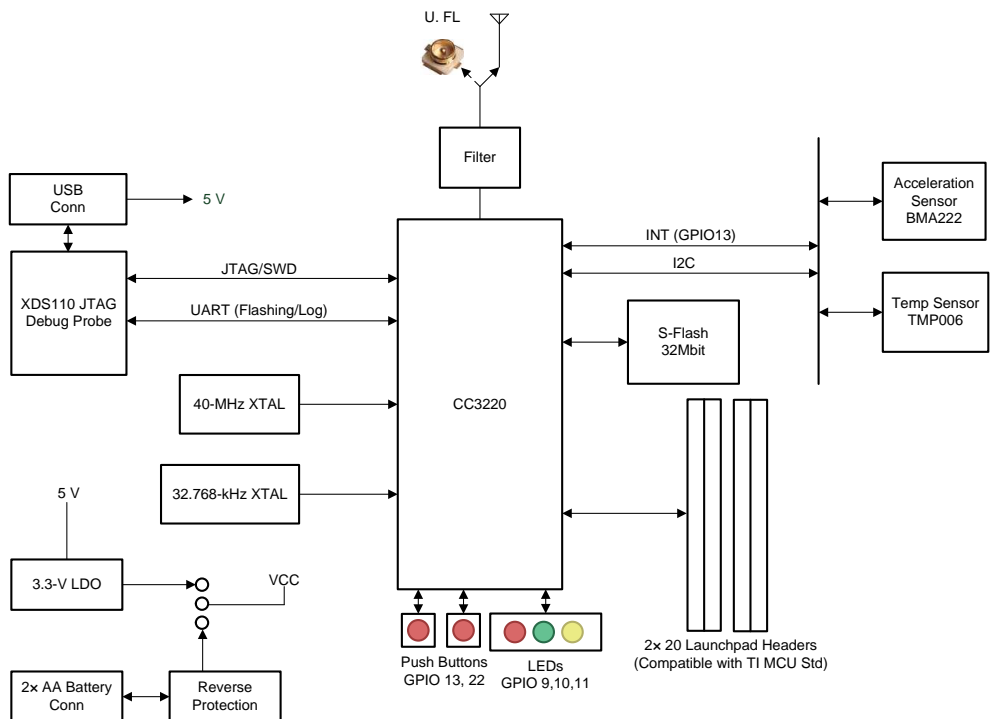 U. FL
Filter
USB
Conn
5 V
XDS110 JTAG
Debug Probe
JTAG/SWD
UART (Flashing/Log)
40-MHz XTAL
32.768-kHz XTAL
CC3220
INT (GPIO13)
I2C
Acceleration
Sensor
BMA222
Temp Sensor
TMP006
S-Flash
32Mbit
5 V
3.3-V LDO
VCC
2x AA Battery
Conn
Reverse
Protection
Push Buttons
GPIO 13, 22
LEDs
GPIO 9,10,11
2x 20 Launchpad Headers
(Compatible with TI MCU Std)